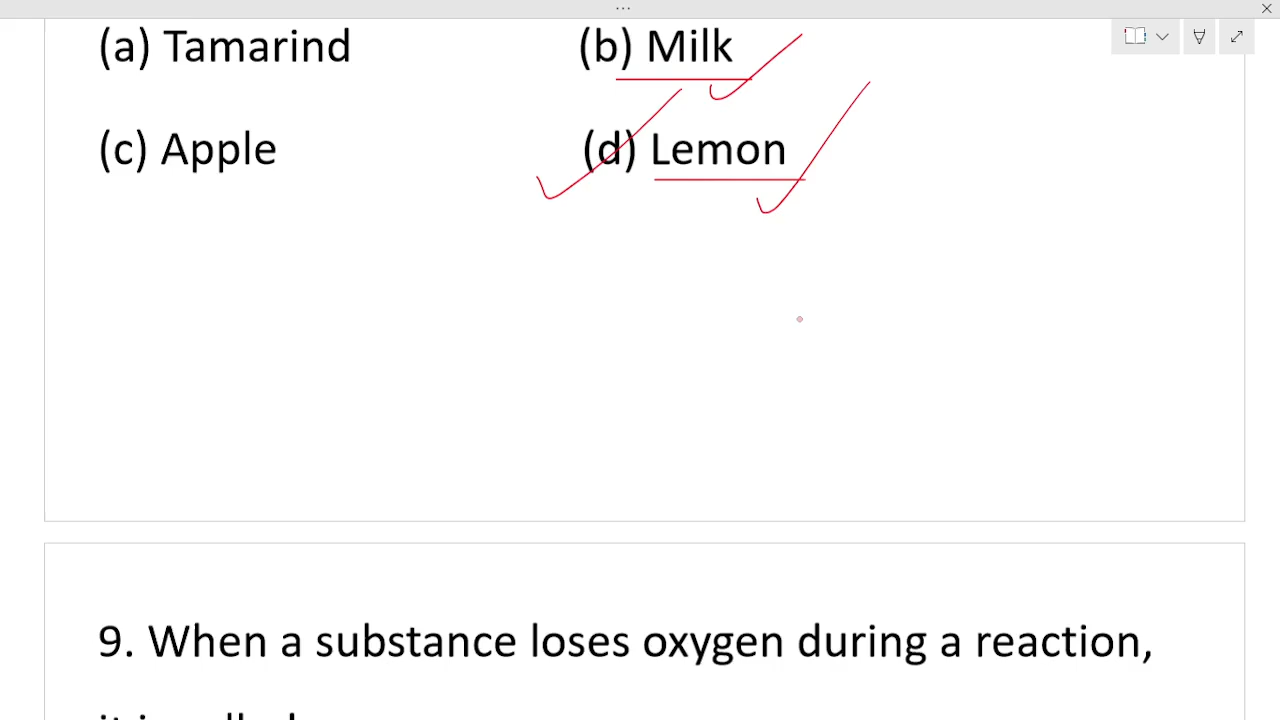 (a) Tamarind (b) Milk
(c) Apple (d) Lemon
9. When a substance loses oxygen during a reaction,